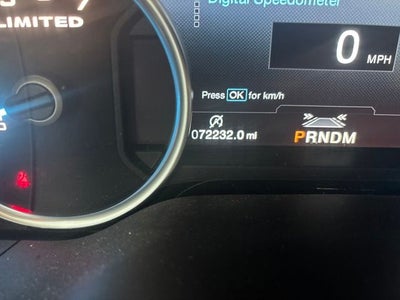 Digital Speedometer
LIMITED
0 MPH
Press OK for km/h
072232.0 mi
PRNDM